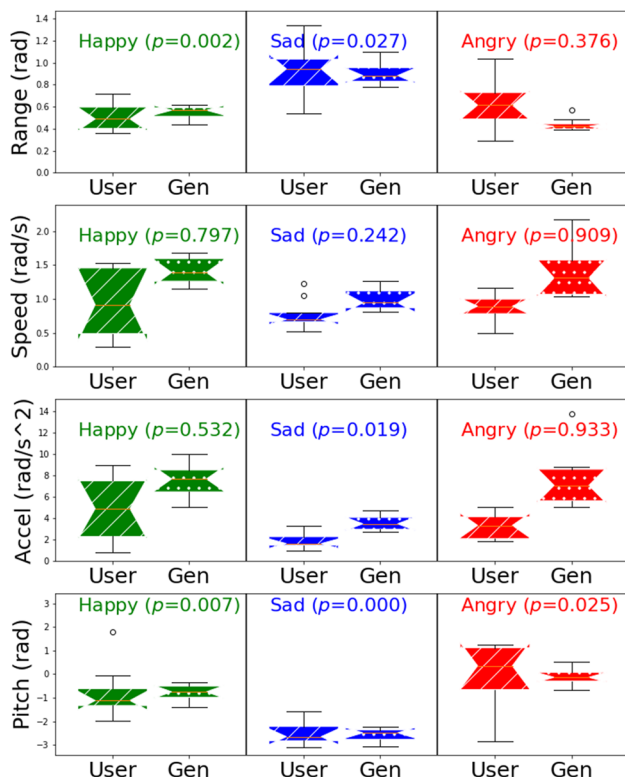 Happy (p=0.002) Sad (p=0.027) Angry (p=0.376)
Range (rad)
1.4
1.2
1.0
0.8
0.6
0.4
0.2
0.0
User Gen User Gen User Gen
Happy (p=0.797) Sad (p=0.242) Angry (p=0.909)
Speed (rad/s)
2.0
1.5
1.0
0.5
0.0
User Gen User Gen User Gen
Happy (p=0.532) Sad (p=0.019) Angry (p=0.933)
Accel (rad/s^2)
14
12
10
8
6
4
2
0
User Gen User Gen User Gen
Happy (p=0.007) Sad (p=0.000) Angry (p=0.025)
Pitch (rad)
3
2
1
0
−1
−2
−3
User Gen User Gen User Gen